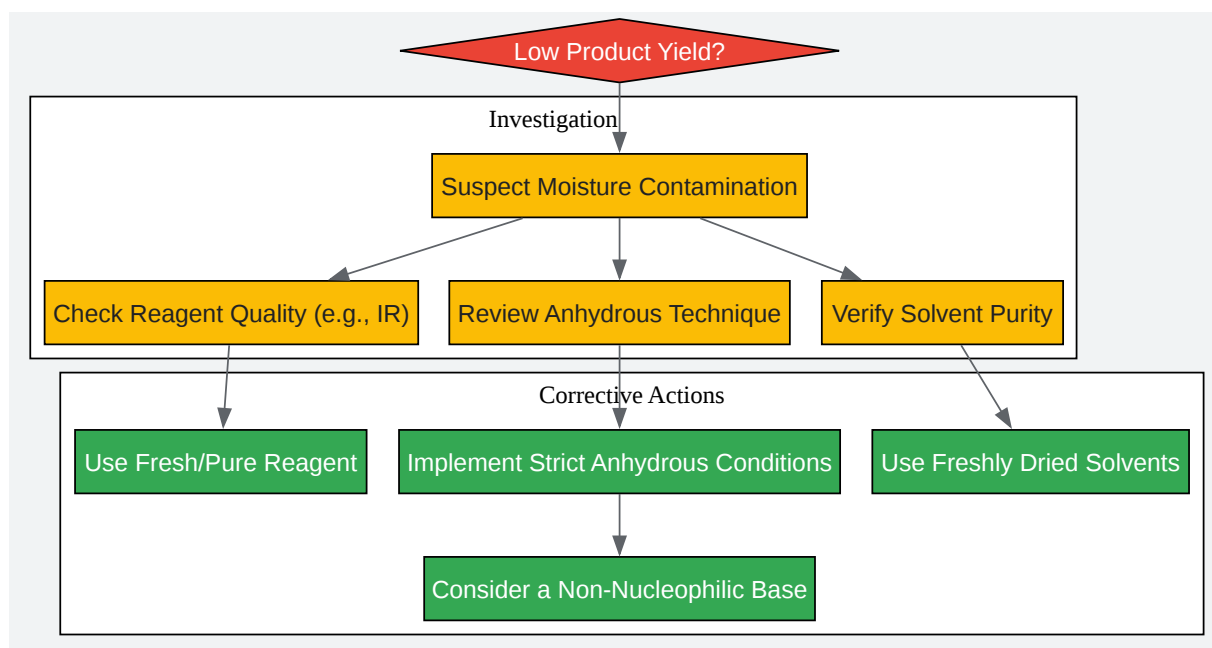 Low Product Yield?
Investigation
Suspect Moisture Contamination
Check Reagent Quality (e.g., IR)
Review Anhydrous Technique
Verify Solvent Purity
Corrective Actions
Use Fresh/Pure Reagent
Implement Strict Anhydrous Conditions
Use Freshly Dried Solvents
Consider a Non-Nucleophilic Base